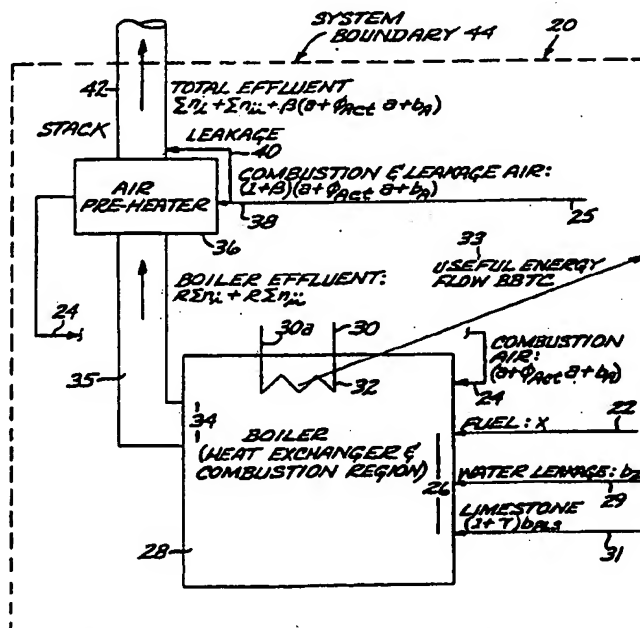 SYSTEM
BOUNDARY 44
20
42
TOTAL EFFLUENT
Σni + Σnii + β(a+ΦAct a+bA)
STACK
LEAKAGE
40
AIR
PRE-HEATER
COMBUSTION & LEAKAGE AIR:
(1+β)(a+ΦAct a+bA)
38
25
36
33
USEFUL ENERGY
FLOW BBTC
BOILER EFFLUENT:
RΣni + RΣnii
24
30a
30
COMBUSTION
AIR:
(a+ΦAct a+bA)
35
32
24
34
FUEL: X
22
BOILER
(HEAT EXCHANGER &
COMBUSTION REGION)
26
WATER LEAKAGE: bZ
29
LIMESTONE
(1+γ)bPLS
28
31